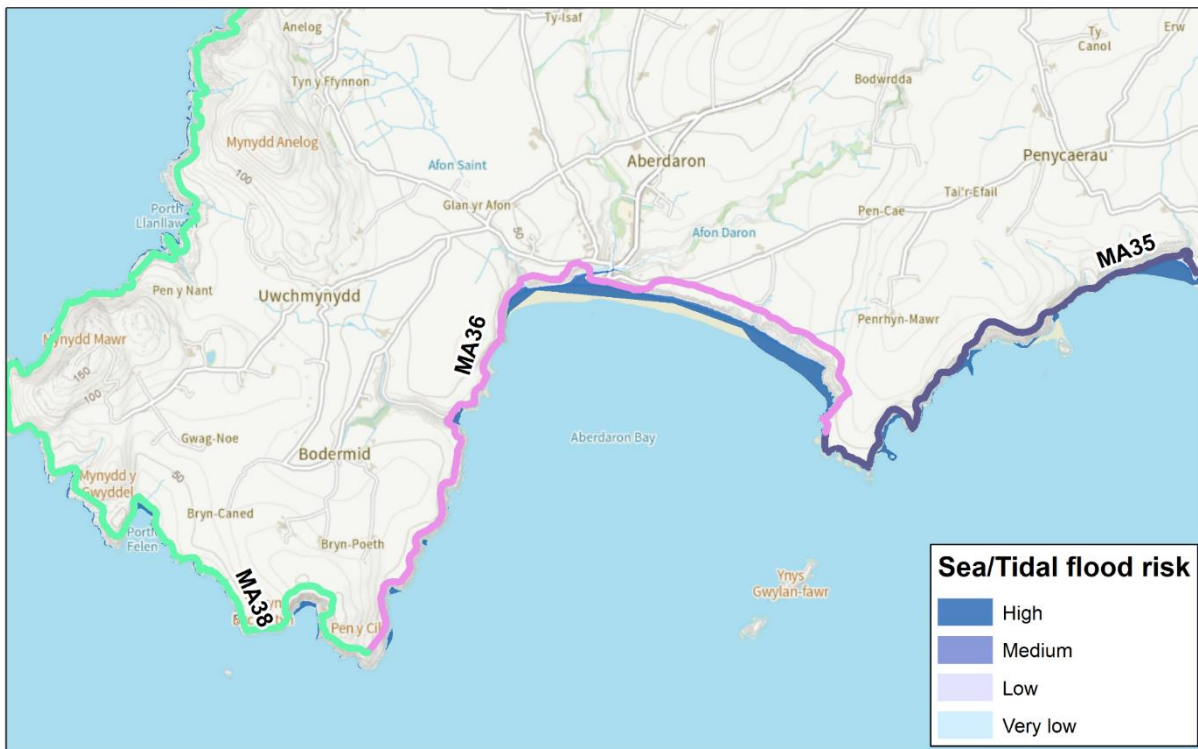 Anelog
Ty-Isaf
Ty
Canol
Erw
Tyn y Ffynnon
Bodwrdda
Mynydd Anelog
Aberdaron
Penycaerau
100
Afon Saint
Tai'r-Efail
Porth
Llanllaw
Glan yr Afon
50
Pen-Cae
Afon Daron
MA35
Pen y Nant
Uwchmynydd
Penrhyn-Mawr
Mynydd Mawr
MA36
150
100
Gwag-Noe
Aberdaron Bay
Bodermid
Mynydd y
Gwyddel
50
Bryn-Caned
Porth
Felen
Bryn-Poeth
MA38
Pen y Cil
Ynys
Gwylan-fawr
Sea/Tidal flood risk
High
Medium
Low
Very low